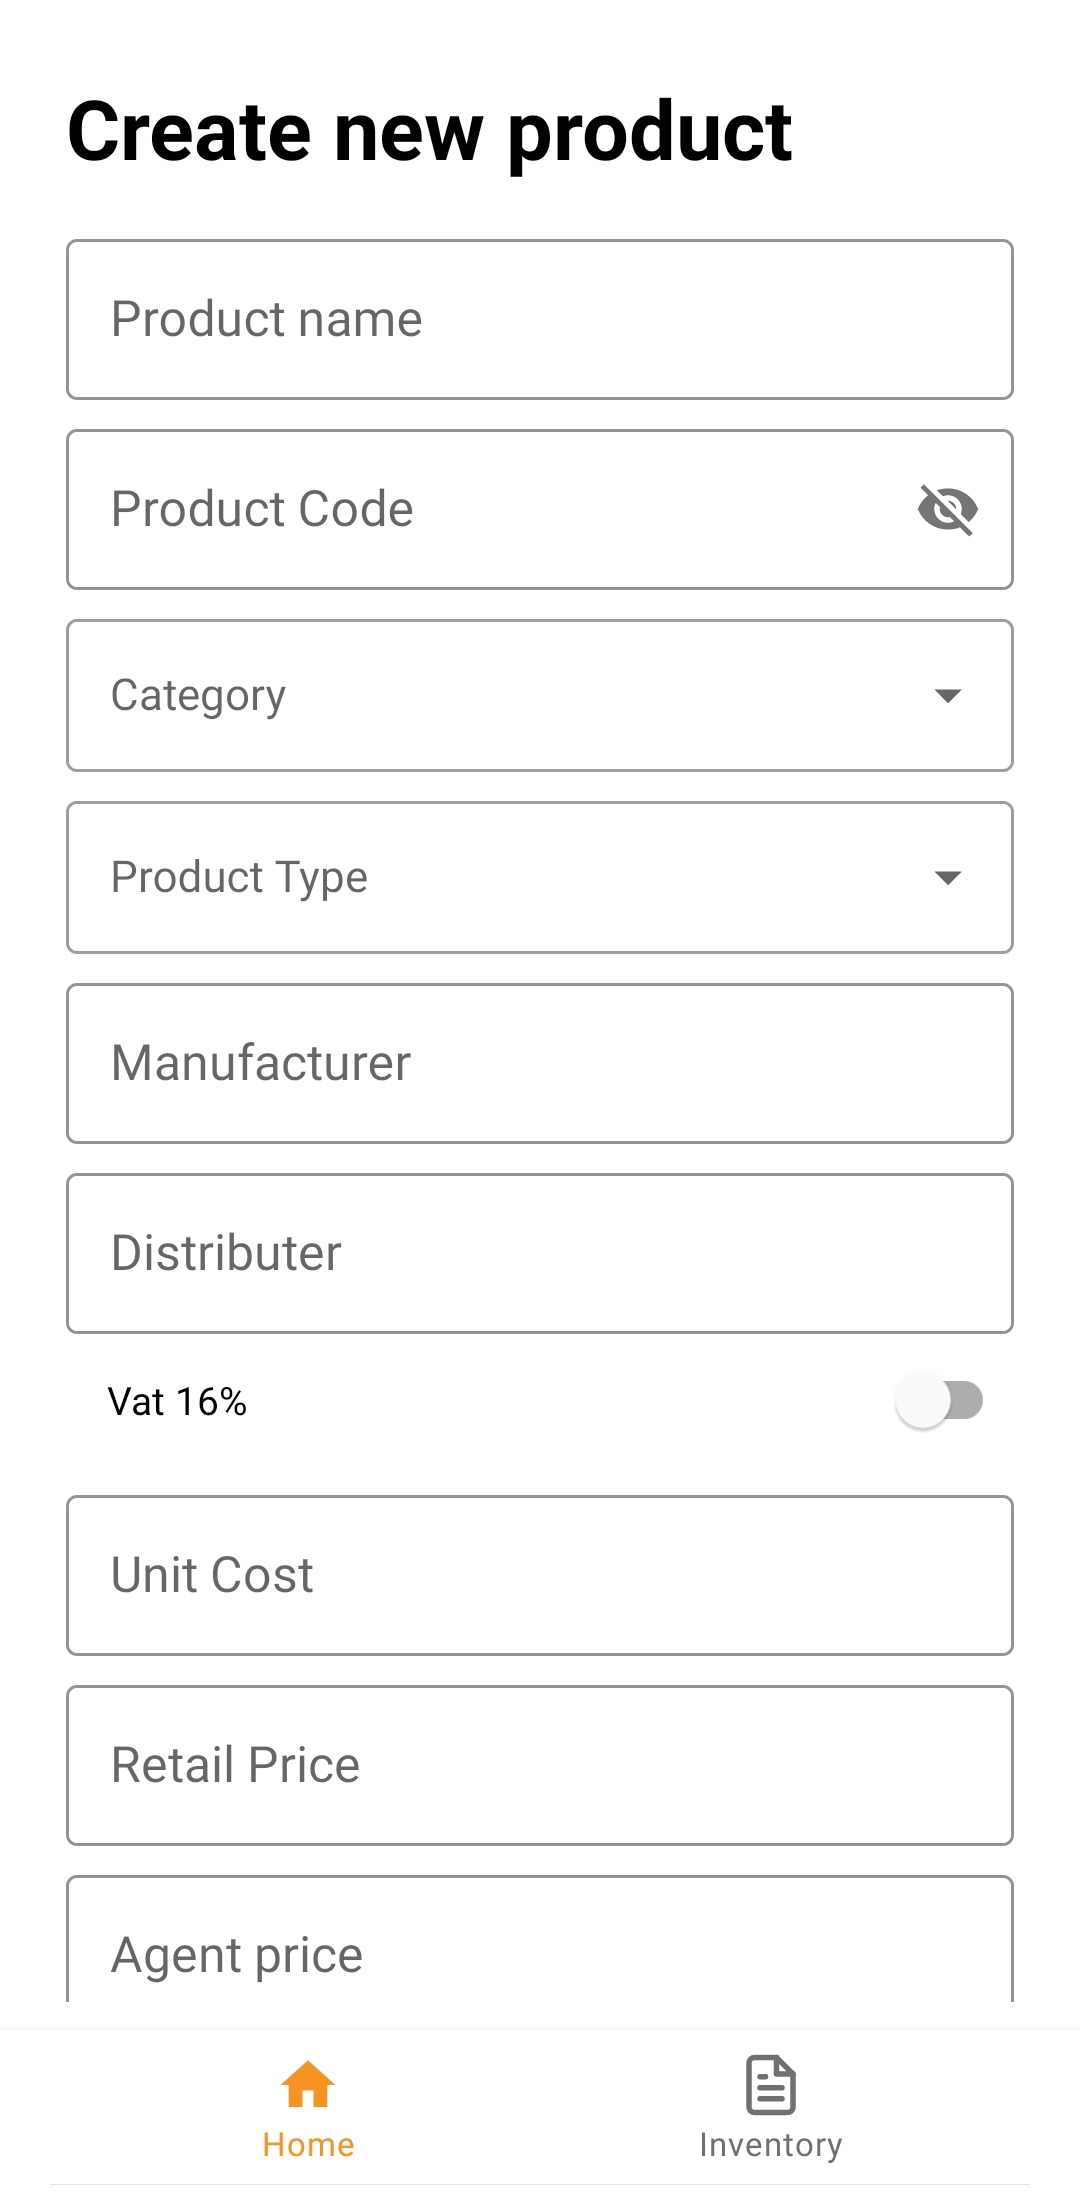 Create new product
Product name
Product Code
Category
Product Type
Manufacturer
Distributer
Vat 16%
Unit Cost
Retail Price
Agent price
Home
Inventory